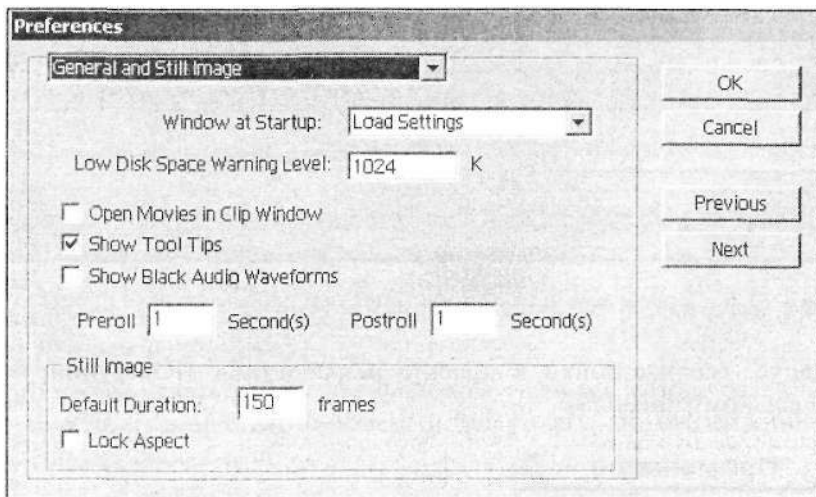 Preferences
General and Still Image
OK
Window at Startup: Load Settings
Cancel
Low Disk Space Warning Level: 1024 K
Previous
Open Movies in Clip Window
Show Tool Tips
Next
Show Black Audio Waveforms
Preroll 1 Second(s) Postroll 1 Second(s)
Still Image
Default Duration: 150 frames
Lock Aspect